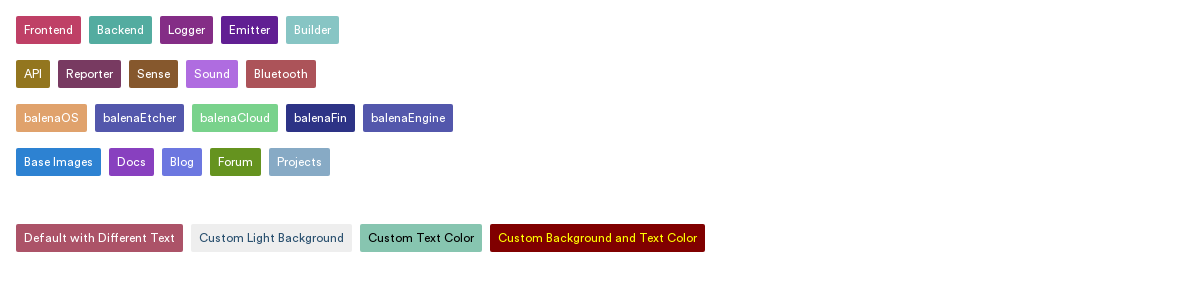 Frontend Backend Logger Emitter Builder
API Reporter Sense Sound Bluetooth
balenaOS balenaEtcher balenaCloud balenaFin balenaEngine
Base Images Docs Blog Forum Projects
Default with Different Text Custom Light Background Custom Text Color Custom Background and Text Color